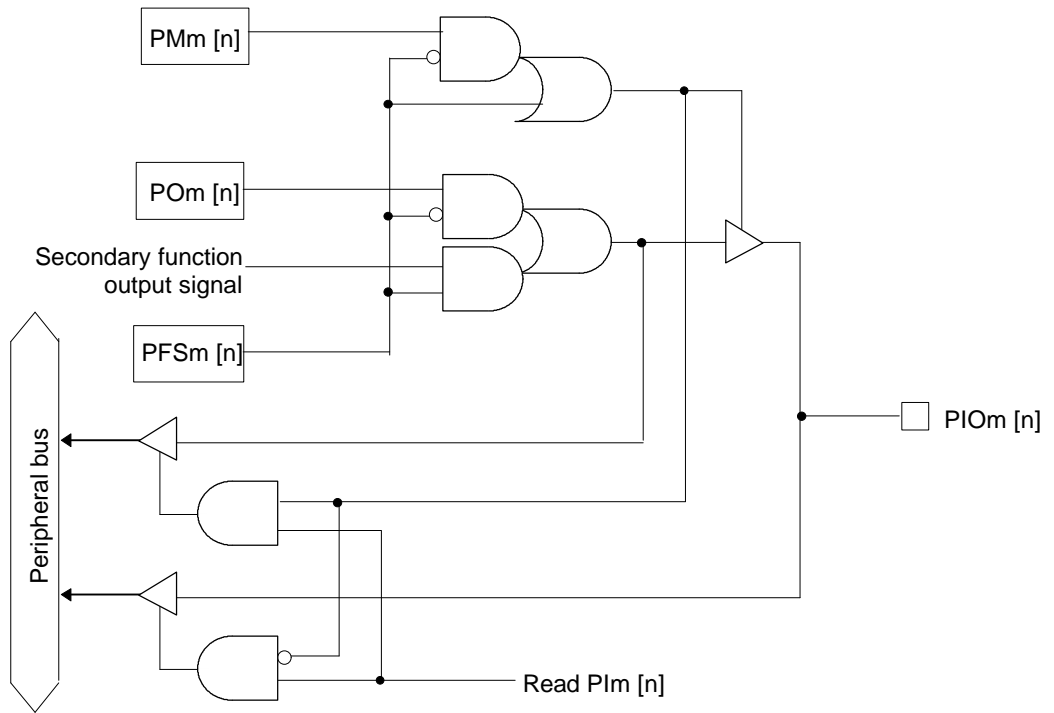 PMm [n]
POm [n]
Secondary function
output signal
PFSm [n]
PIOm [n]
Peripheral bus
Read PIm [n]